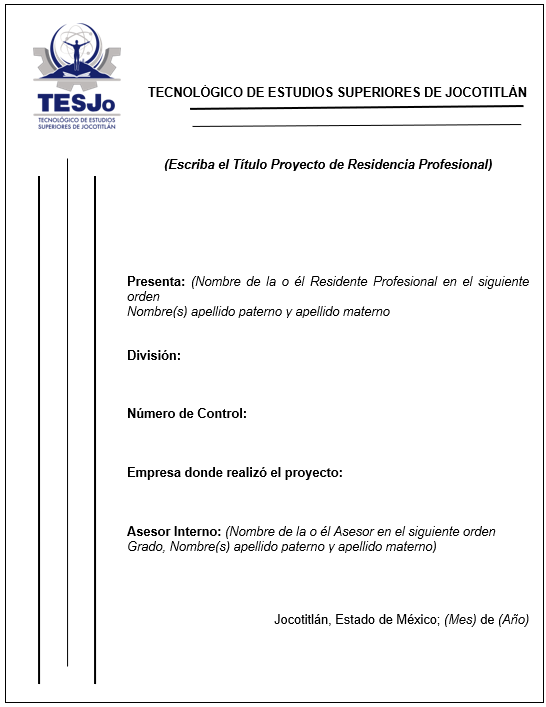 TESJo
TECNOLÓGICO DE ESTUDIOS
SUPERIORES DE JOCOTITLÁN
TECNOLÓGICO DE ESTUDIOS SUPERIORES DE JOCOTITLÁN
(Escriba el Título Proyecto de Residencia Profesional)
Presenta: (Nombre de la o él Residente Profesional en el siguiente
orden
Nombre(s) apellido paterno y apellido materno
División:
Número de Control:
Empresa donde realizó el proyecto:
Asesor Interno: (Nombre de la o él Asesor en el siguiente orden
Grado, Nombre(s) apellido paterno y apellido materno)
Jocotitlán, Estado de México; (Mes) de (Año)